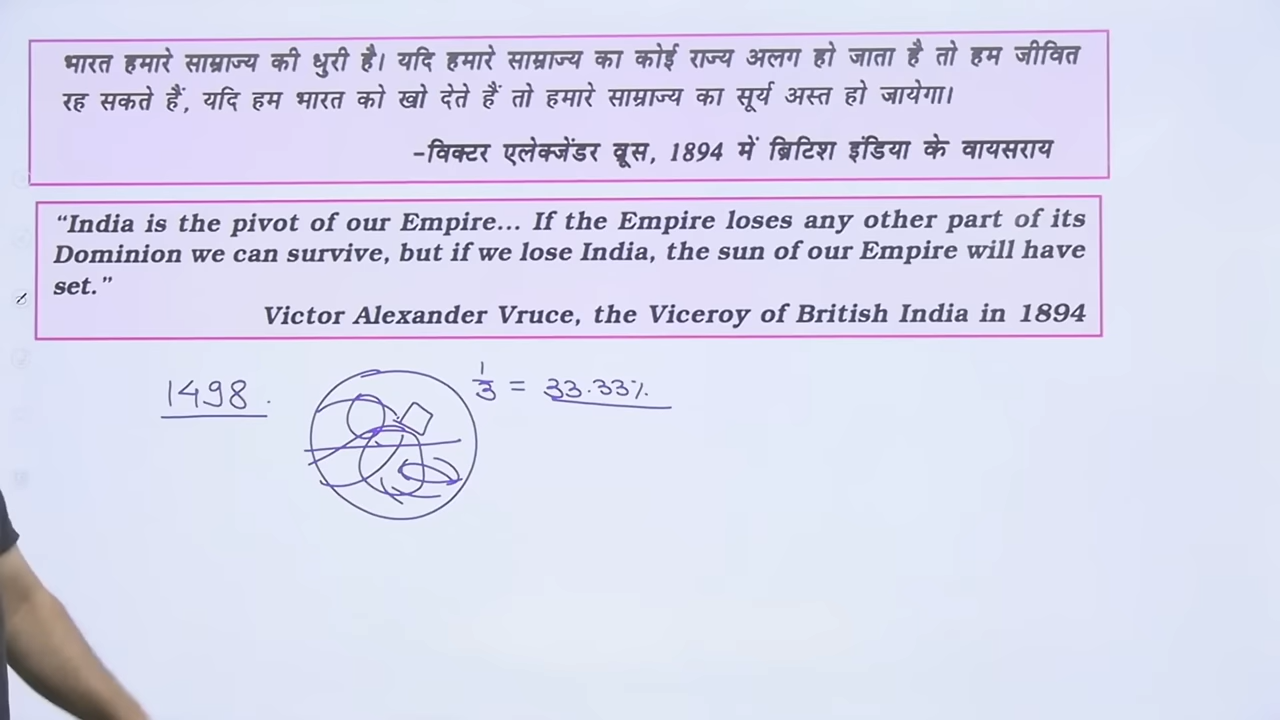 भारत हमारे साम्राज्य की धुरी है। यदि हमारे साम्राज्य का कोई राज्य अलग हो जाता है तो हम जीवित
रह सकते हैं, यदि हम भारत को खो देते हैं तो हमारे साम्राज्य का सूर्य अस्त हो जायेगा।
-विक्टर एलेक्जेंडर ब्रूस, 1894 में ब्रिटिश इंडिया के वायसराय
“India is the pivot of our Empire... If the Empire loses any other part of its
Dominion we can survive, but if we lose India, the sun of our Empire will have
set.”
Victor Alexander Vruce, the Viceroy of British India in 1894
1498.
1/3 = 33.33%